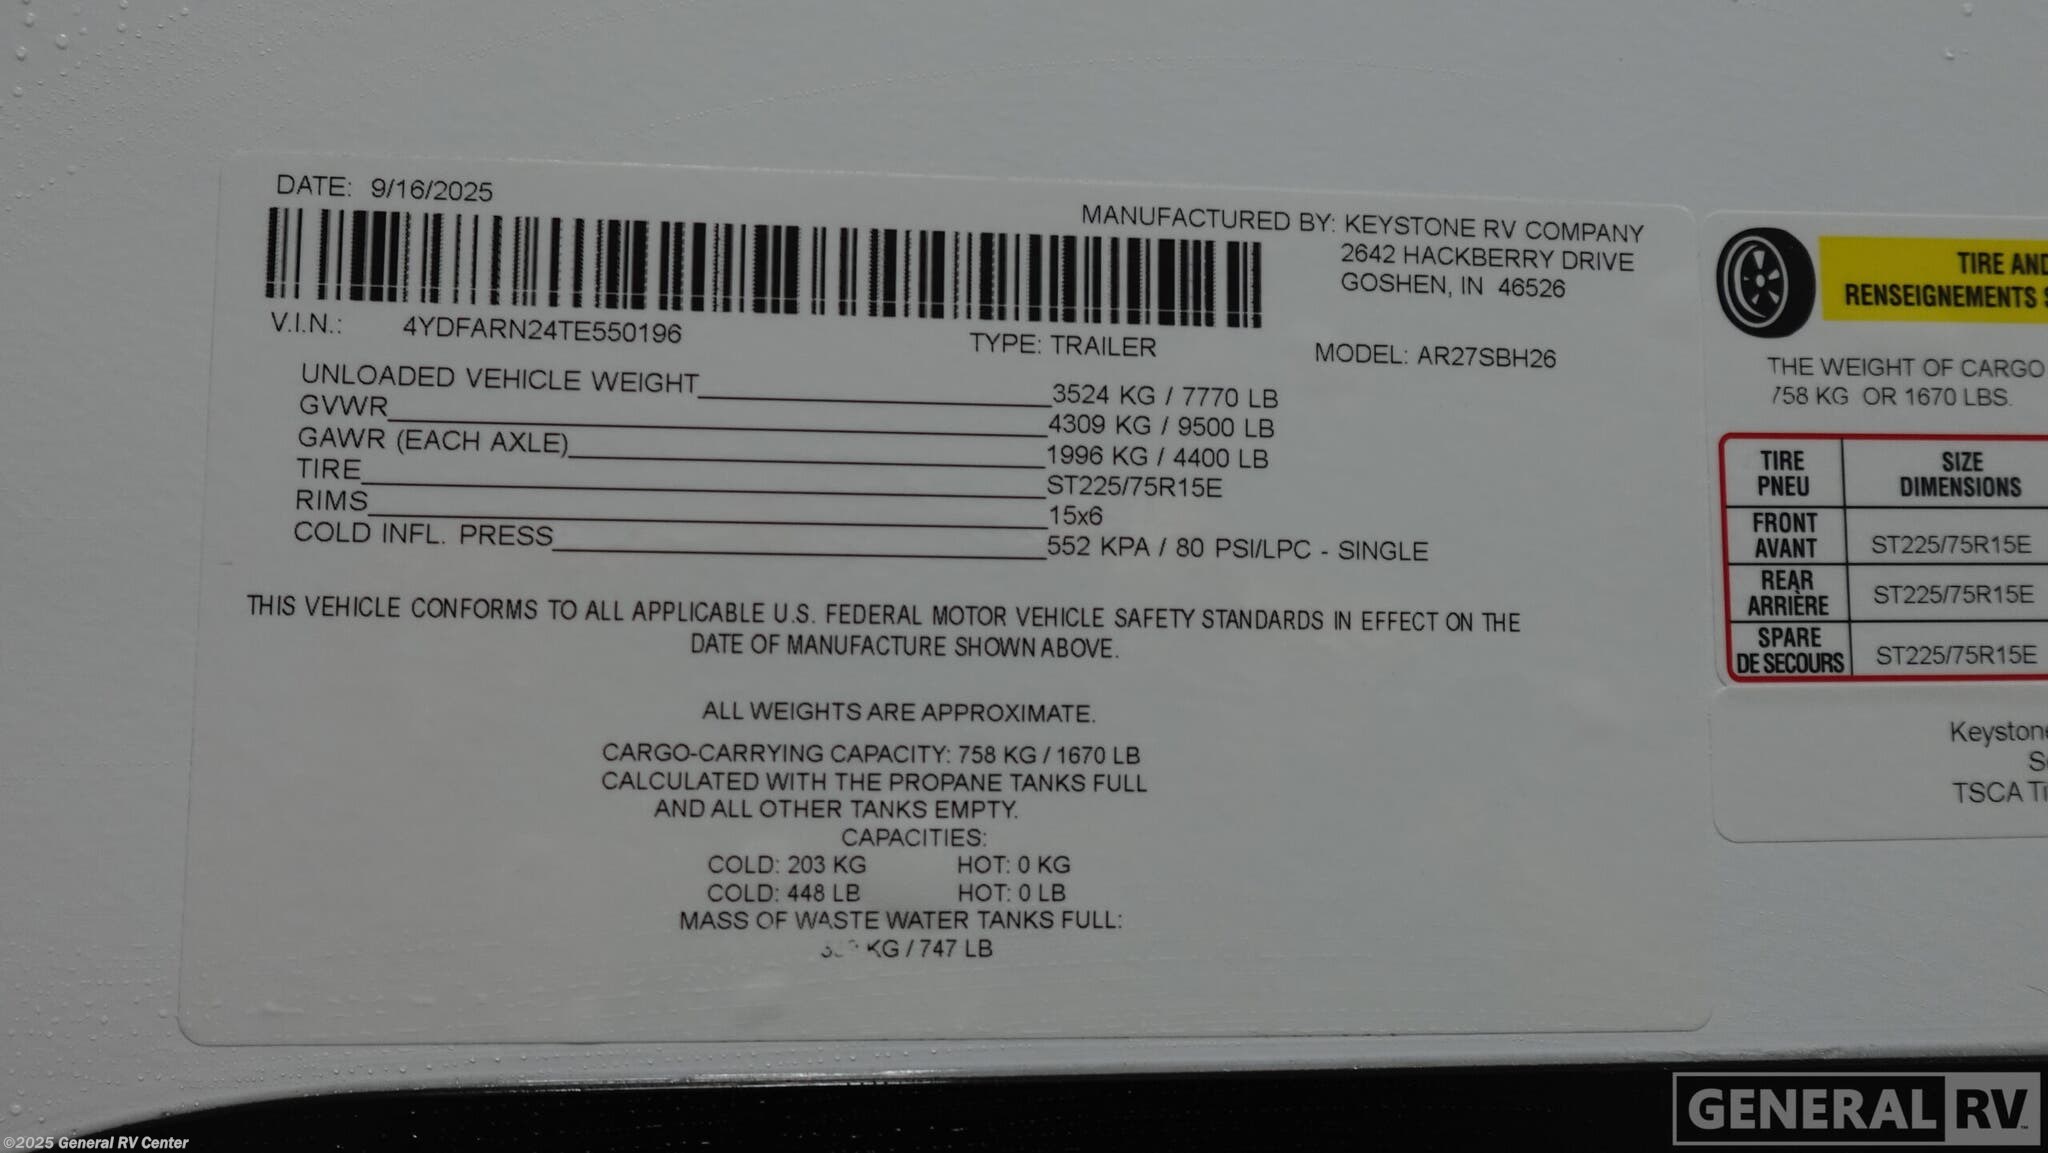 DATE: 9/16/2025
MANUFACTURED BY: KEYSTONE RV COMPANY
2642 HACKBERRY DRIVE
GOSHEN, IN 46526
V.I.N.: 4YDFARN24TE550196
TYPE: TRAILER
MODEL: AR27SBH26
UNLOADED VEHICLE WEIGHT 3524 KG / 7770 LB
GVWR 4309 KG / 9500 LB
GAWR (EACH AXLE) 1996 KG / 4400 LB
TIRE ST225/75R15E
RIMS 15x6
COLD INFL. PRESS 552 KPA / 80 PSI/LPC - SINGLE
THIS VEHICLE CONFORMS TO ALL APPLICABLE U.S. FEDERAL MOTOR VEHICLE SAFETY STANDARDS IN EFFECT ON THE
DATE OF MANUFACTURE SHOWN ABOVE.
ALL WEIGHTS ARE APPROXIMATE.
CARGO-CARRYING CAPACITY: 758 KG / 1670 LB
CALCULATED WITH THE PROPANE TANKS FULL
AND ALL OTHER TANKS EMPTY.
CAPACITIES:
COLD: 203 KG HOT: 0 KG
COLD: 448 LB HOT: 0 LB
MASS OF WASTE WATER TANKS FULL:
KG / 747 LB
TIRE AND
RENSEIGNEMENTS
THE WEIGHT OF CARGO
758 KG OR 1670 LBS.
TIRE PNEU
SIZE DIMENSIONS
FRONT AVANT ST225/75R15E
REAR ARRIÈRE ST225/75R15E
SPARE DE SECOURS ST225/75R15E
Keystone
TSCA
GENERAL RV
©2025 General RV Center